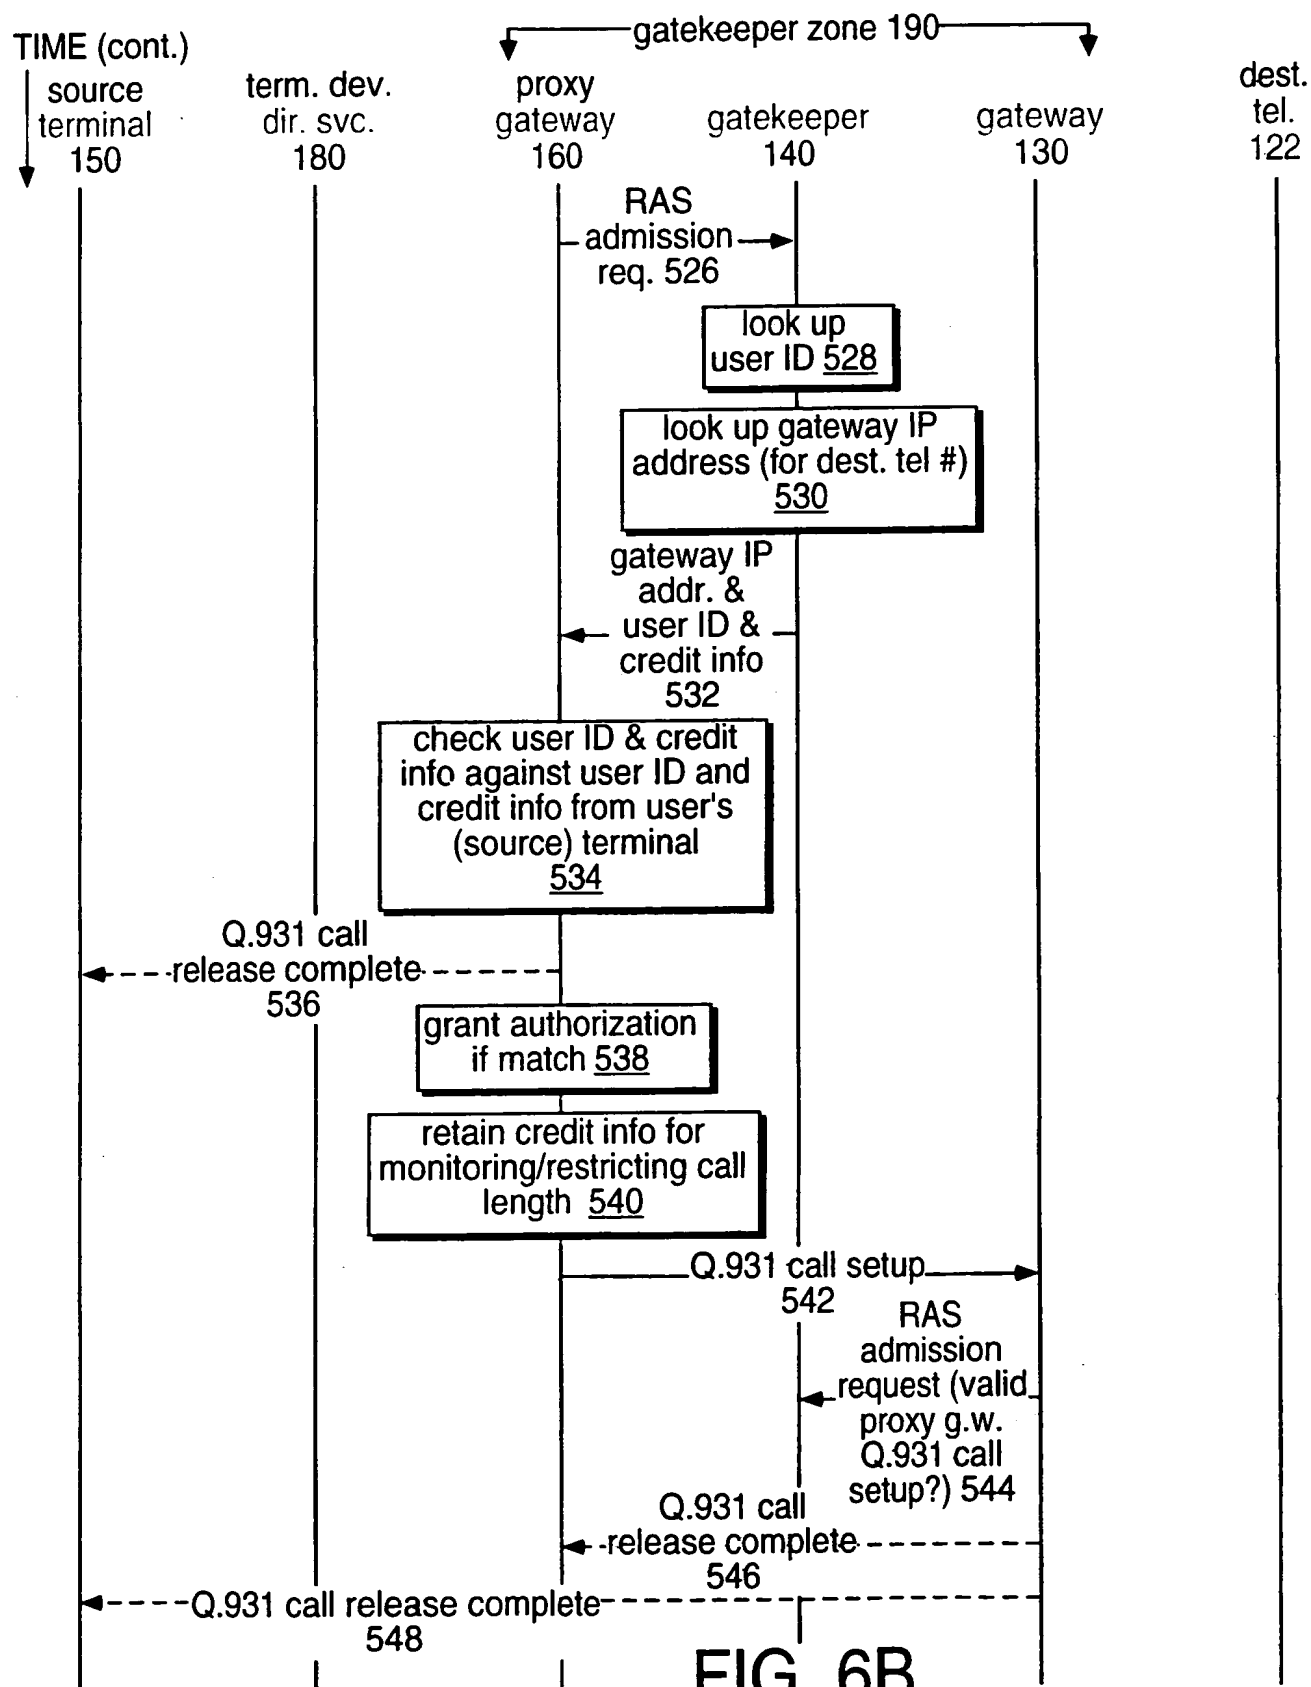 gatekeeper zone 190
TIME (cont.)
source
terminal
150
term. dev.
dir. svc.
180
proxy
gateway
160
gatekeeper
140
gateway
130
dest.
tel.
122
RAS
admission
req. 526
look up
user ID 528
look up gateway IP
address (for dest. tel #)
530
gateway IP
addr. &
user ID &
credit info
532
check user ID & credit
info against user ID and
credit info from user's
(source) terminal
534
Q.931 call
release complete
536
grant authorization
if match 538
retain credit info for
monitoring/restricting call
length 540
Q.931 call setup
542
RAS
admission
request (valid
proxy g.w.
Q.931 call
setup?) 544
Q.931 call
release complete
546
Q.931 call release complete
548
FIG. 6B